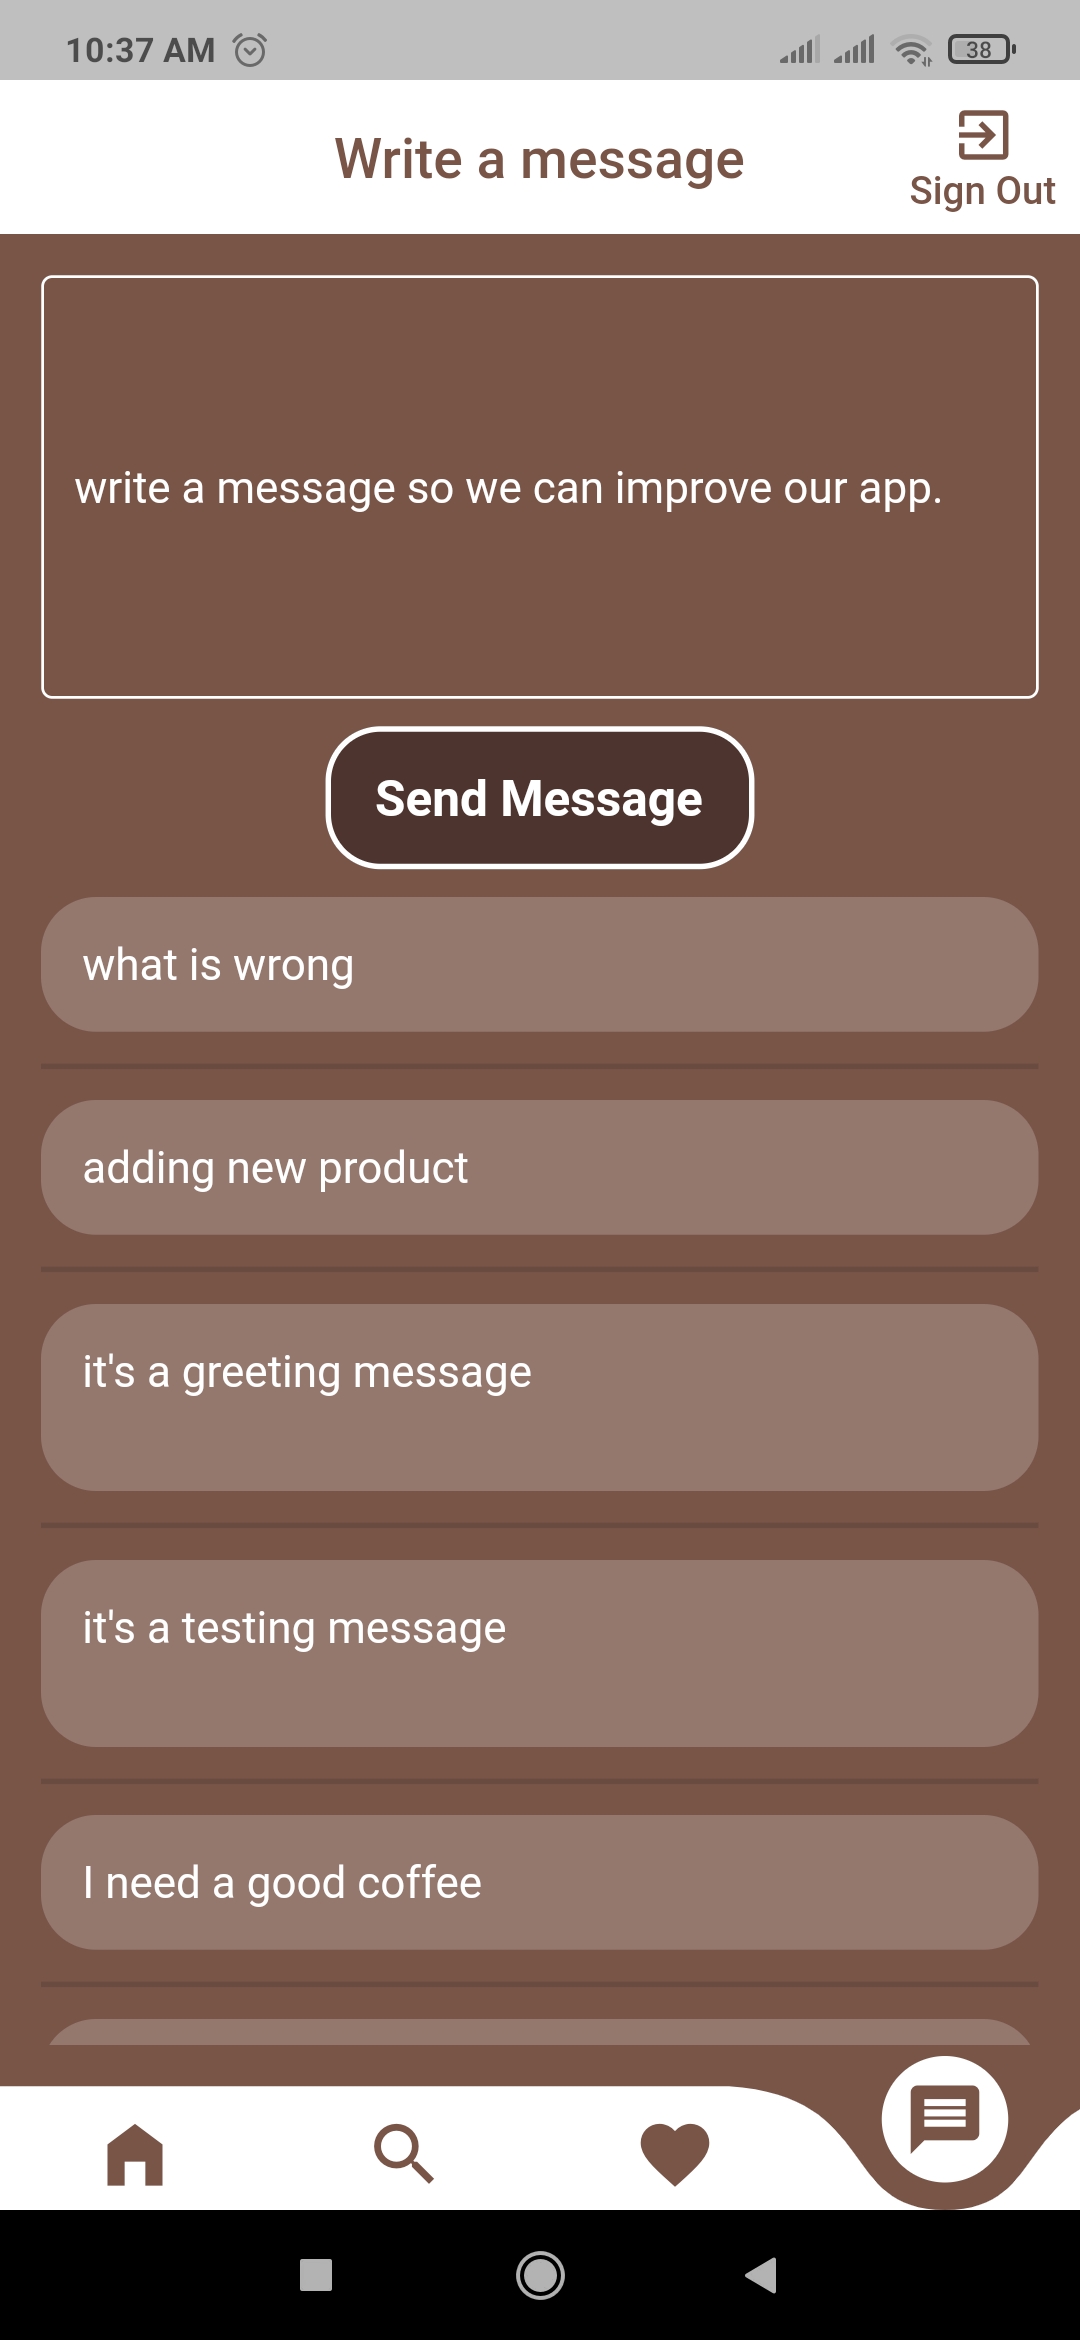 10:37 AM
38
Write a message
Sign Out
write a message so we can improve our app.
Send Message
what is wrong
adding new product
it's a greeting message
it's a testing message
I need a good coffee